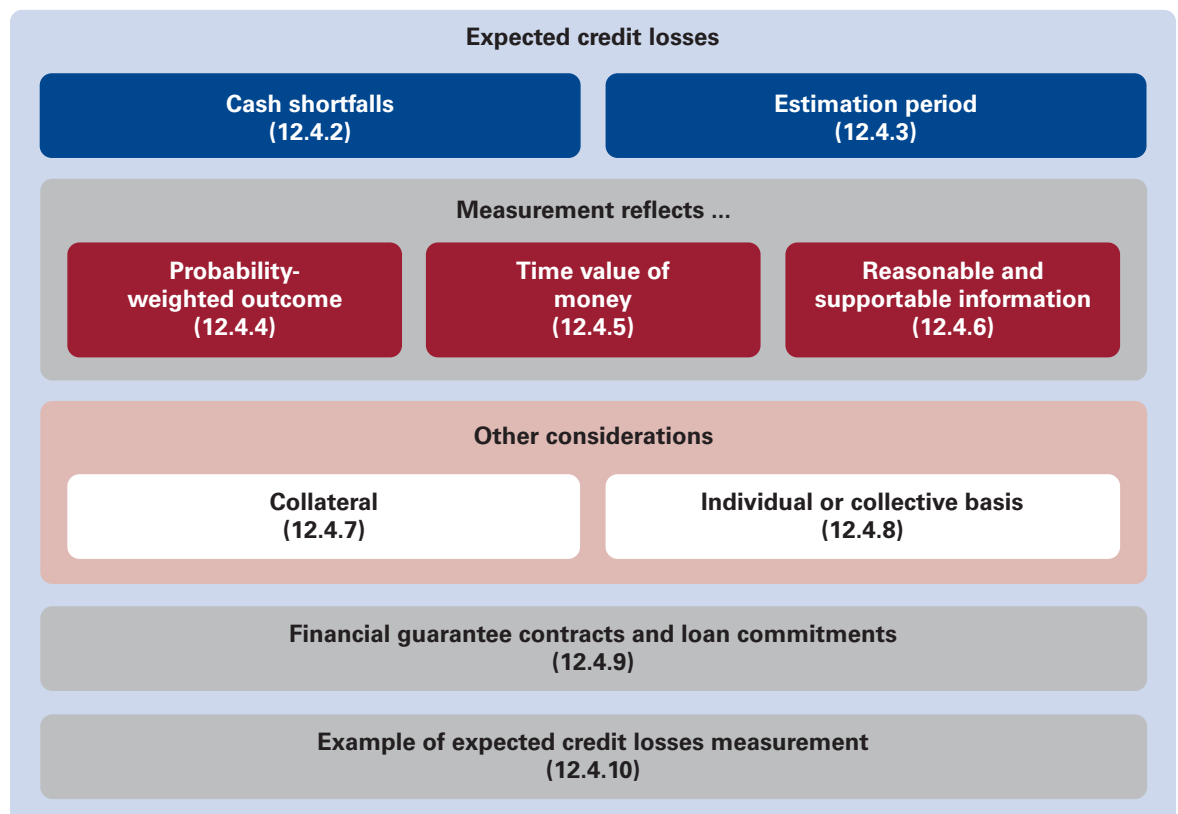 Expected credit losses
Cash shortfalls
(12.4.2)
Estimation period
(12.4.3)
Measurement reflects ...
Probability-
weighted outcome
(12.4.4)
Time value of
money
(12.4.5)
Reasonable and
supportable information
(12.4.6)
Other considerations
Collateral
(12.4.7)
Individual or collective basis
(12.4.8)
Financial guarantee contracts and loan commitments
(12.4.9)
Example of expected credit losses measurement
(12.4.10)